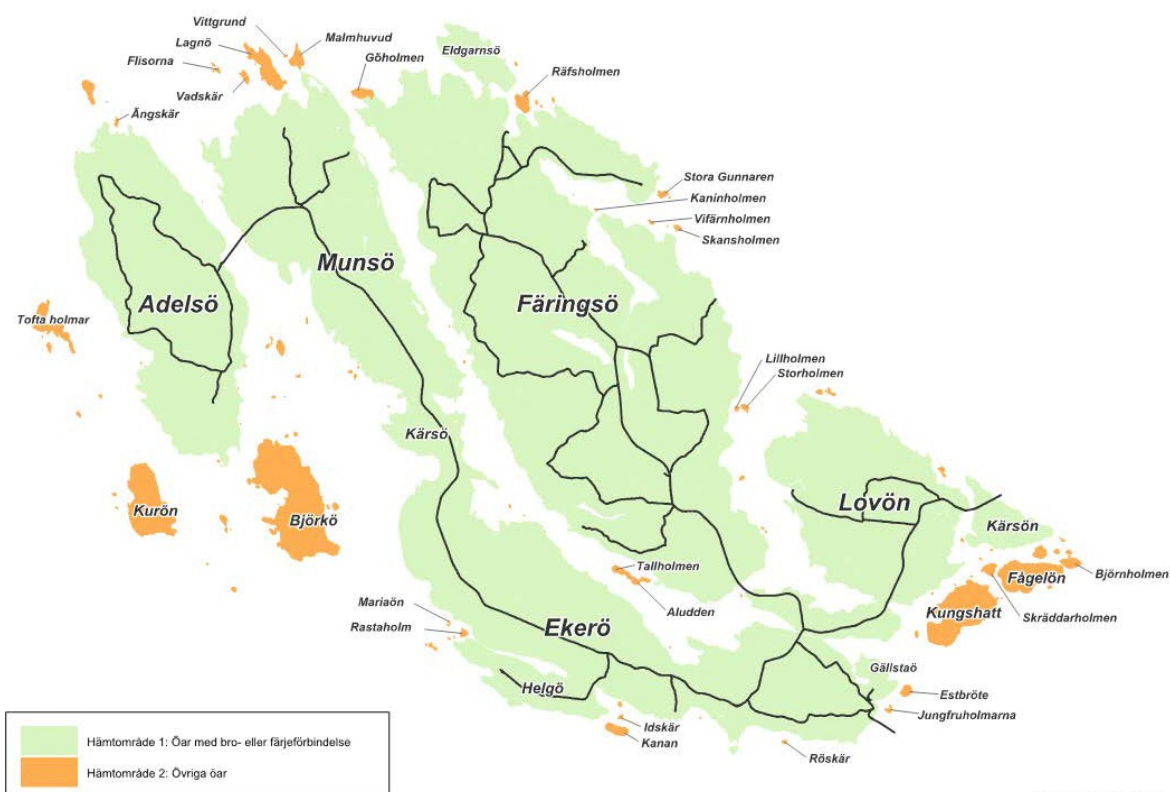 Vittgrund
Lagnö
Malmhuvud
Eldgarnsö
Flisorna
Göholmen
Räfsholmen
Vadskär
Ängskär
Stora Gunnaren
Kaninholmen
Vifärnholmen
Skansholmen
Munsö
Adelsö
Färingsö
Tofta holmar
Lillholmen
Storholmen
Kärsö
Kurön
Björkö
Lovön
Kärsön
Tallholmen
Fågelön
Björnholmen
Mariaön
Aludden
Kungshatt
Skräddarholmen
Rastaholm
Ekerö
Gällstaö
Helgö
Estbröte
Jungfruholmarna
Idskär
Kanan
Röskär
Hämtområde 1: Öar med bro- eller färjeförbindelse
Hämtområde 2: Övriga öar